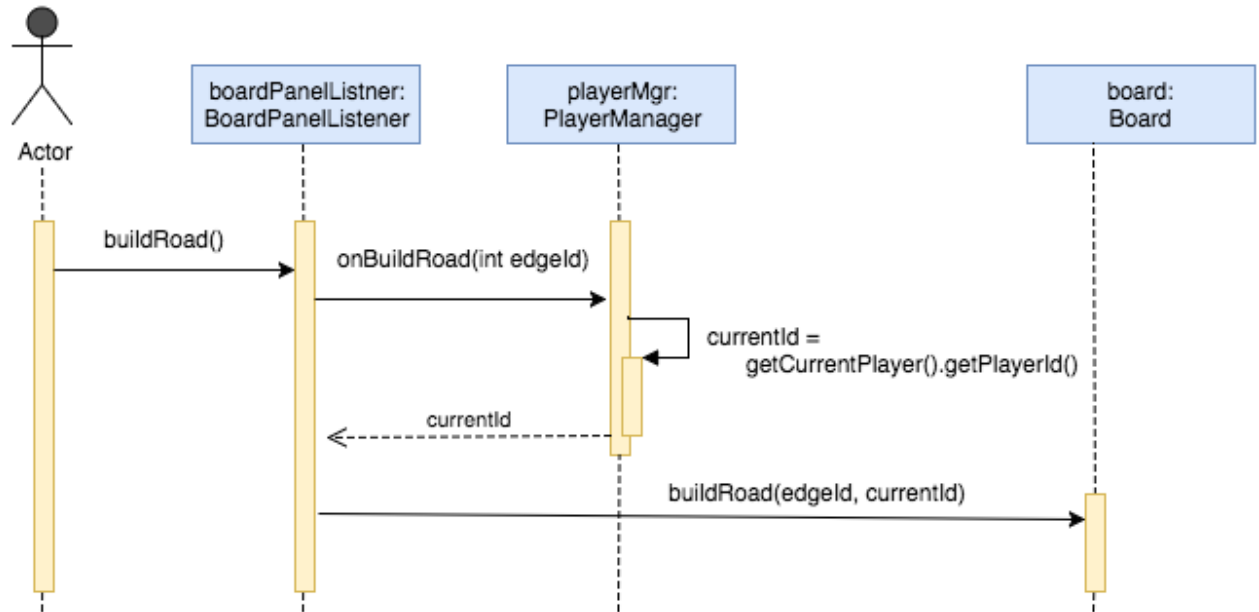 boardPanelListner:
BoardPanelListener
playerMgr:
PlayerManager
board:
Board
Actor
buildRoad()
onBuildRoad(int edgeId)
currentId =
getCurrentPlayer().getPlayerId()
currentId
buildRoad(edgeId, currentId)